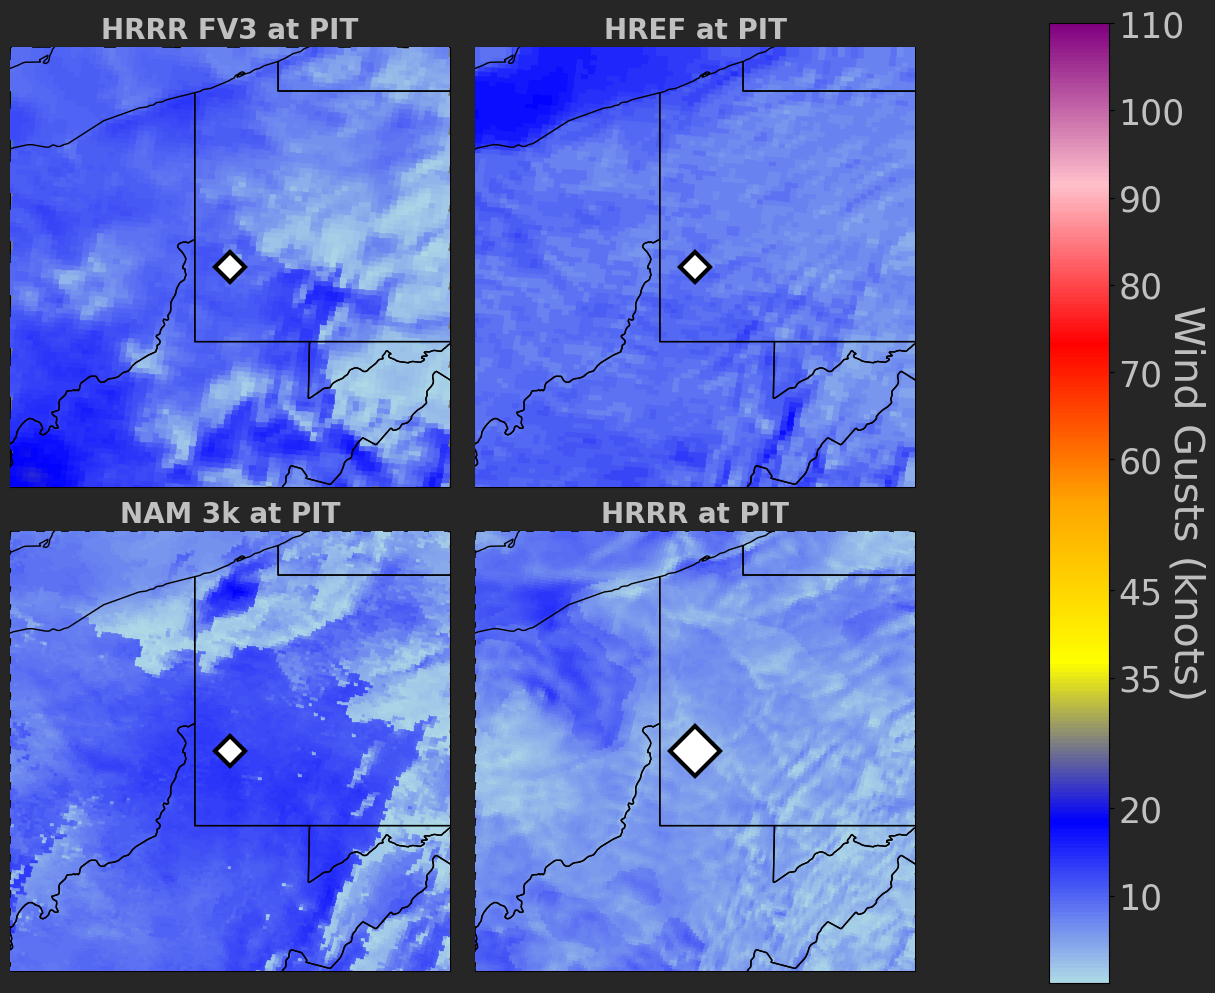 HRRR FV3 at PIT
HREF at PIT
NAM 3k at PIT
HRRR at PIT
110
100
90
80
70
60
45
35
20
10
Wind Gusts (knots)